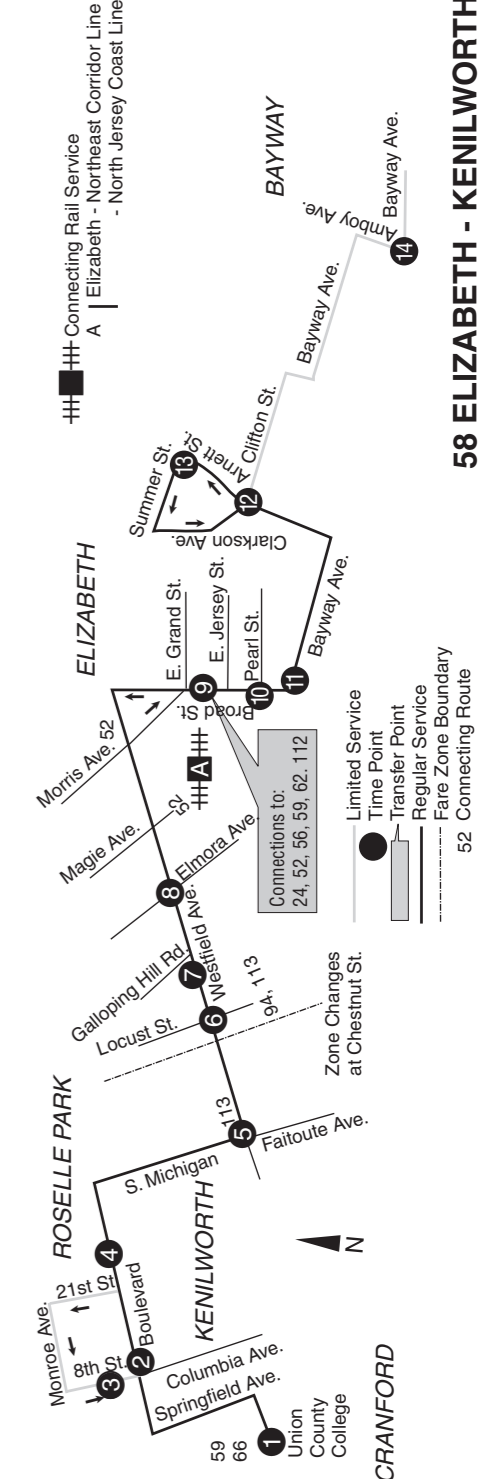 Connecting Rail Service
A Elizabeth - Northeast Corridor Line
- North Jersey Coast Line
ROSELLE PARK
ELIZABETH
BAYWAY
Monroe Ave.
21st St.
8th St.
3
2
4
Boulevard
KENILWORTH
Columbia Ave.
Springfield Ave.
59
66
1
Union
County
College
CRANFORD
N
S. Michigan
113
5
Faitoute Ave.
Locust St.
Galloping Hill Rd.
6
7
Westfield Ave.
94, 113
Zone Changes
at Chestnut St.
8
Elmora Ave.
Magie Ave.
52
Morris Ave.
52
A
Broad St.
E. Grand St.
9
E. Jersey St.
Pearl St.
10
11
Connections to:
24, 52, 56, 59, 62. 112
Bayway Ave.
Summer St.
13
Arnett St.
Clarkson Ave.
12
Clifton St.
Bayway Ave.
Amboy Ave.
14
Bayway Ave.
Limited Service
Time Point
Transfer Point
Regular Service
Fare Zone Boundary
52 Connecting Route
58 ELIZABETH - KENILWORTH